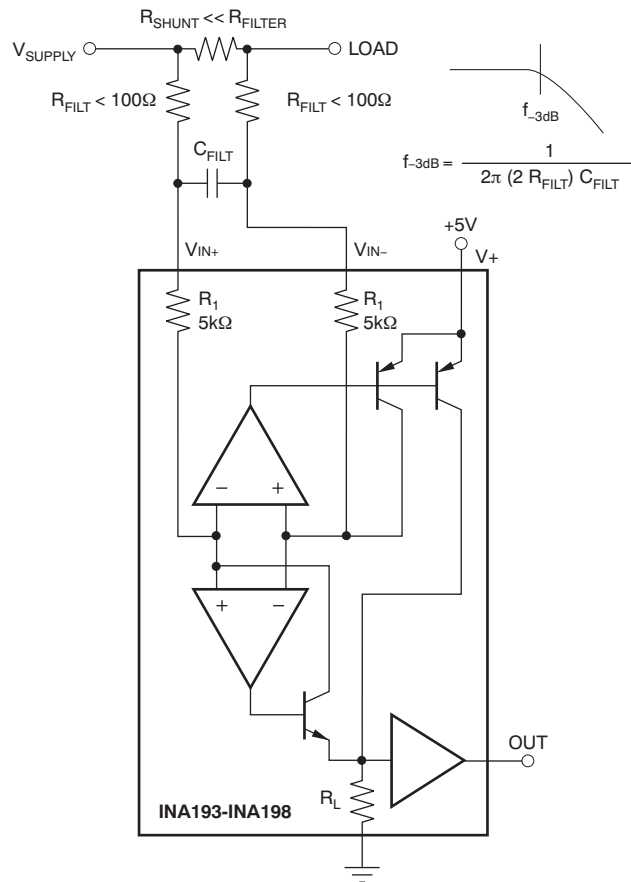 R_SHUNT << R_FILTER
V_SUPPLY
LOAD
R_FILT < 100Ω
R_FILT < 100Ω
f_–3dB
C_FILT
f_–3dB = 1
2π (2 R_FILT) C_FILT
+5V
V_IN+
V_IN–
V+
R_1
5kΩ
R_1
5kΩ
– +
+ –
OUT
R_L
INA193-INA198